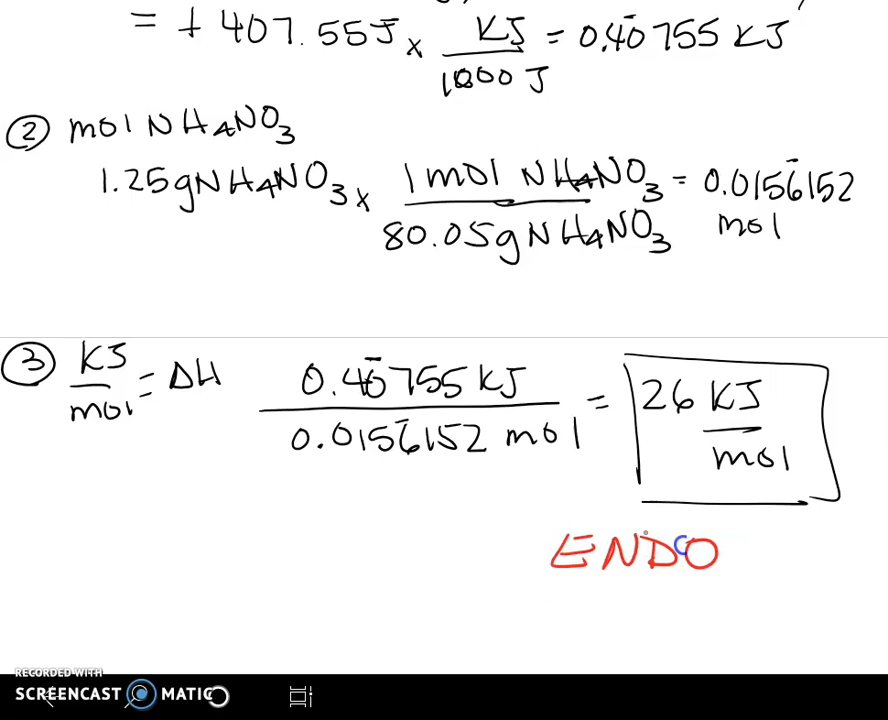 = + 407.55J x KJ/1000 J = 0.40755 KJ
② mol NH4NO3
1.25gNH4NO3 x 1 mol NH4NO3/80.05g NH4NO3 = 0.0156152 mol
③ KJ/mol = ΔH 0.40755 KJ/0.0156152 mol = 26 KJ/mol
ENDO
RECORDED WITH
SCREENCAST MATIC